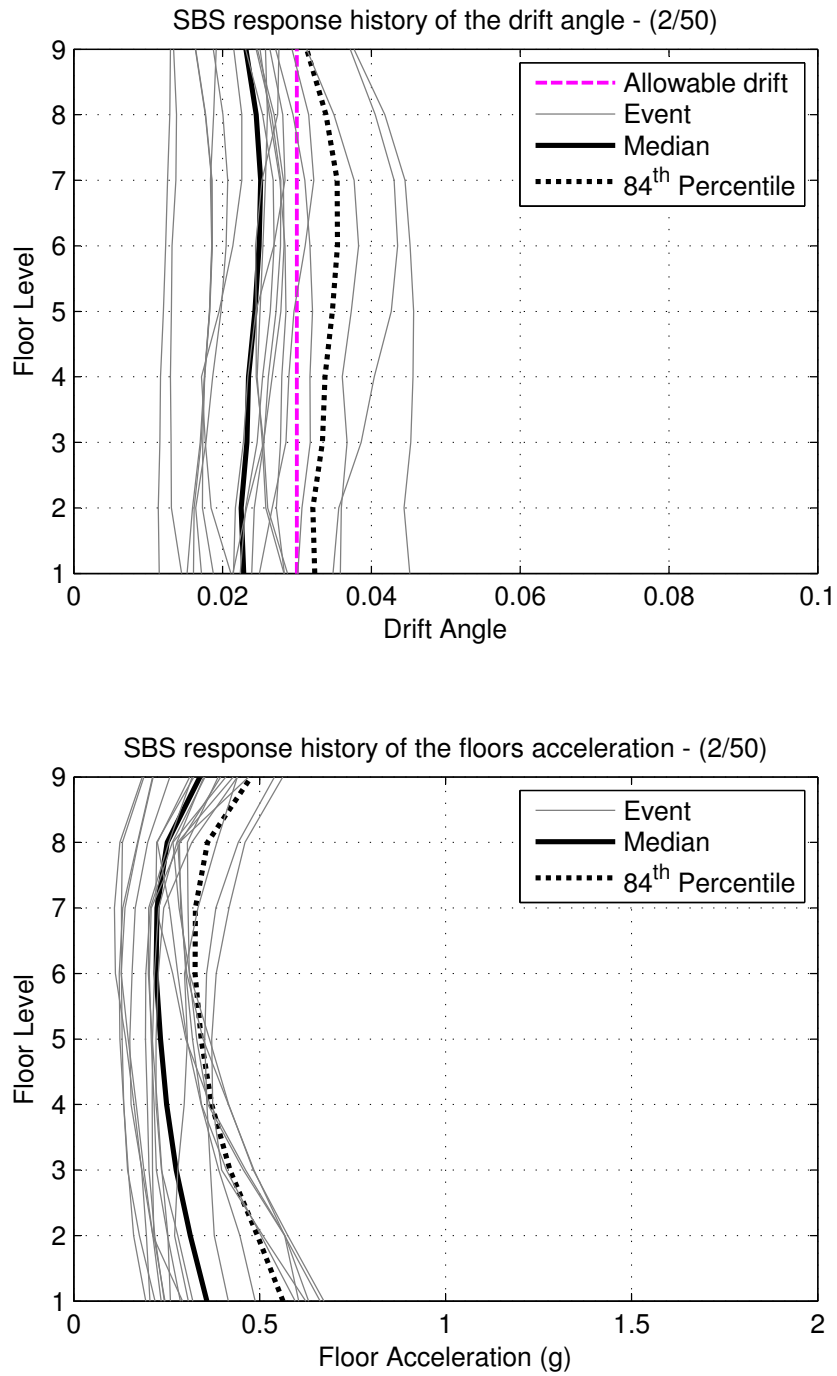 SBS response history of the drift angle - (2/50)
9
8
7
6
5
4
3
2
1
Floor Level
Allowable drift
Event
Median
84th Percentile
0 0.02 0.04 0.06 0.08 0.1
Drift Angle
SBS response history of the floors acceleration - (2/50)
9
8
7
6
5
4
3
2
1
Floor Level
Event
Median
84th Percentile
0 0.5 1 1.5 2
Floor Acceleration (g)